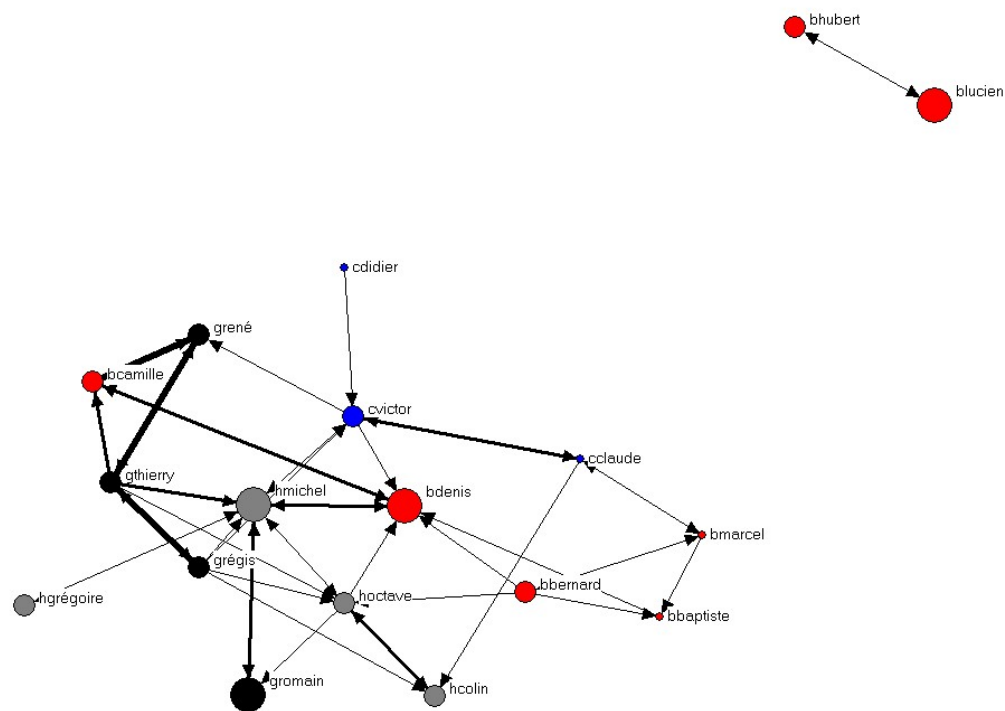 bhubert
blucien
cdidier
grené
bcamille
cvictor
cclaude
gthierry
hmichel
bdenis
bmarcel
grégis
bbernard
hgrégoire
hoctave
bbaptiste
gromain
hcolin